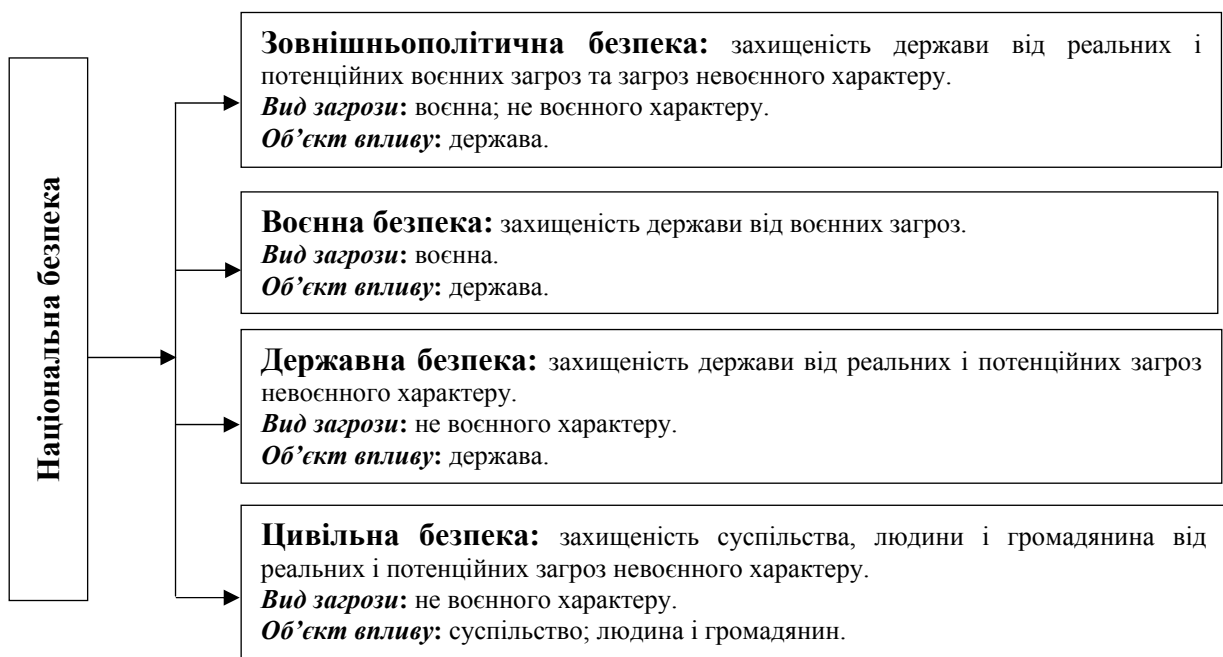 Національна безпека
Зовнішньополітична безпека: захищеність держави від реальних і
потенційних воєнних загроз та загроз невоєнного характеру.
Вид загрози: воєнна; не воєнного характеру.
Об’єкт впливу: держава.
Воєнна безпека: захищеність держави від воєнних загроз.
Вид загрози: воєнна.
Об’єкт впливу: держава.
Державна безпека: захищеність держави від реальних і потенційних загроз
невоєнного характеру.
Вид загрози: не воєнного характеру.
Об’єкт впливу: держава.
Цивільна безпека: захищеність суспільства, людини і громадянина від
реальних і потенційних загроз невоєнного характеру.
Вид загрози: не воєнного характеру.
Об’єкт впливу: суспільство; людина і громадянин.